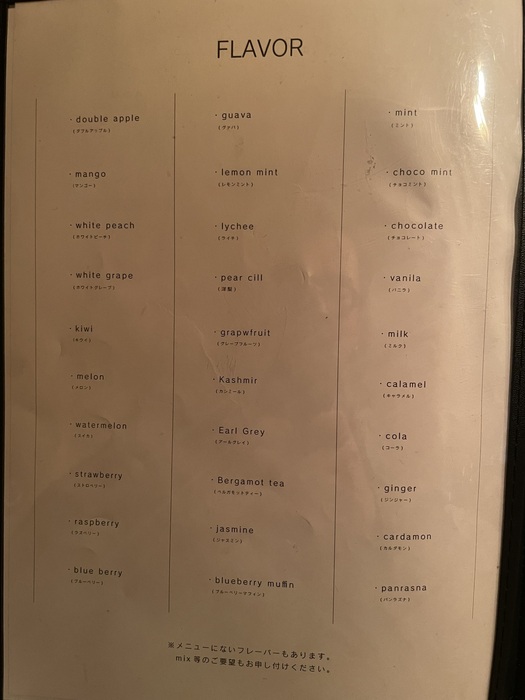 FLAVOR
・double apple
(ダブルアップル)
・mango
(マンゴー)
・white peach
(ホワイトピーチ)
・white grape
(ホワイトグレープ)
・kiwi
(キウイ)
・melon
(メロン)
・watermelon
(スイカ)
・strawberry
(ストロベリー)
・raspberry
(ラズベリー)
・blue berry
(ブルーベリー)
・guava
(グァバ)
・lemon mint
(レモンミント)
・lychee
(ライチ)
・pear cill
(洋梨)
・grapwfruit
(グレープフルーツ)
・Kashmir
(カシミール)
・Earl Grey
(アールグレイ)
・Bergamot tea
(ベルガモットティー)
・jasmine
(ジャスミン)
・blueberry muffin
(ブルーベリーマフィン)
・mint
(ミント)
・choco mint
(チョコミント)
・chocolate
(チョコレート)
・vanila
(バニラ)
・milk
(ミルク)
・calamel
(キャラメル)
・cola
(コーラ)
・ginger
(ジンジャー)
・cardamon
(カルダモン)
・panrasna
(パンラスナ)
※メニューにないフレーバーもあります。
mix等のご要望もお申し付けください。